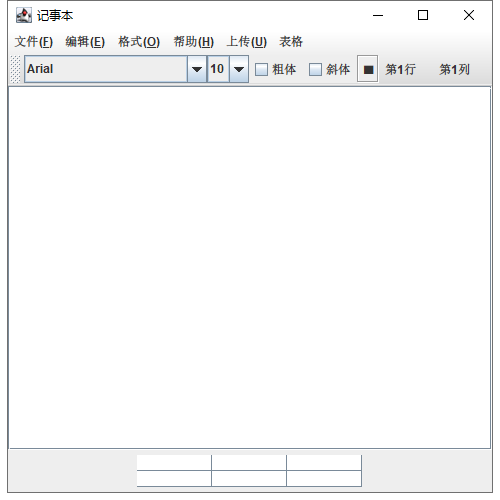 记事本
文件(F) 编辑(E) 格式(O) 帮助(H) 上传(U) 表格
Arial 10 粗体 斜体 第1行 第1列